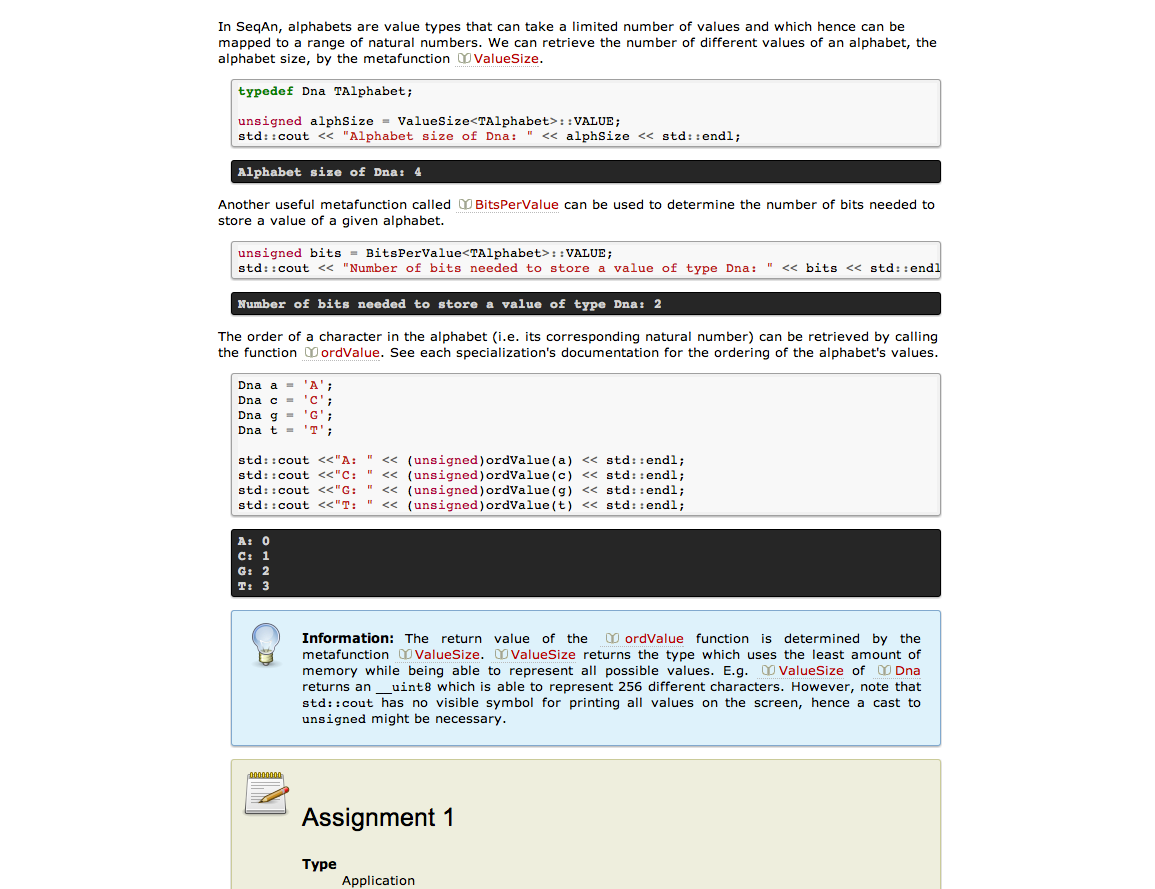 In SeqAn, alphabets are value types that can take a limited number of values and which hence can be
mapped to a range of natural numbers. We can retrieve the number of different values of an alphabet, the
alphabet size, by the metafunction ValueSize.
typedef Dna TAlphabet;
unsigned alphSize = ValueSize<TAlphabet>::VALUE;
std::cout << "Alphabet size of Dna: " << alphSize << std::endl;
Alphabet size of Dna: 4
Another useful metafunction called BitsPerValue can be used to determine the number of bits needed to
store a value of a given alphabet.
unsigned bits = BitsPerValue<TAlphabet>::VALUE;
std::cout << "Number of bits needed to store a value of type Dna: " << bits << std::endl
Number of bits needed to store a value of type Dna: 2
The order of a character in the alphabet (i.e. its corresponding natural number) can be retrieved by calling
the function ordValue. See each specialization's documentation for the ordering of the alphabet's values.
Dna a = 'A';
Dna c = 'C';
Dna g = 'G';
Dna t = 'T';
std::cout <<"A: " << (unsigned)ordValue(a) << std::endl;
std::cout <<"C: " << (unsigned)ordValue(c) << std::endl;
std::cout <<"G: " << (unsigned)ordValue(g) << std::endl;
std::cout <<"T: " << (unsigned)ordValue(t) << std::endl;
A: 0
C: 1
G: 2
T: 3
Information: The return value of the ordValue function is determined by the
metafunction ValueSize. ValueSize returns the type which uses the least amount of
memory while being able to represent all possible values. E.g. ValueSize of Dna
returns an __uint8 which is able to represent 256 different characters. However, note that
std::cout has no visible symbol for printing all values on the screen, hence a cast to
unsigned might be necessary.
Assignment 1
Type
Application